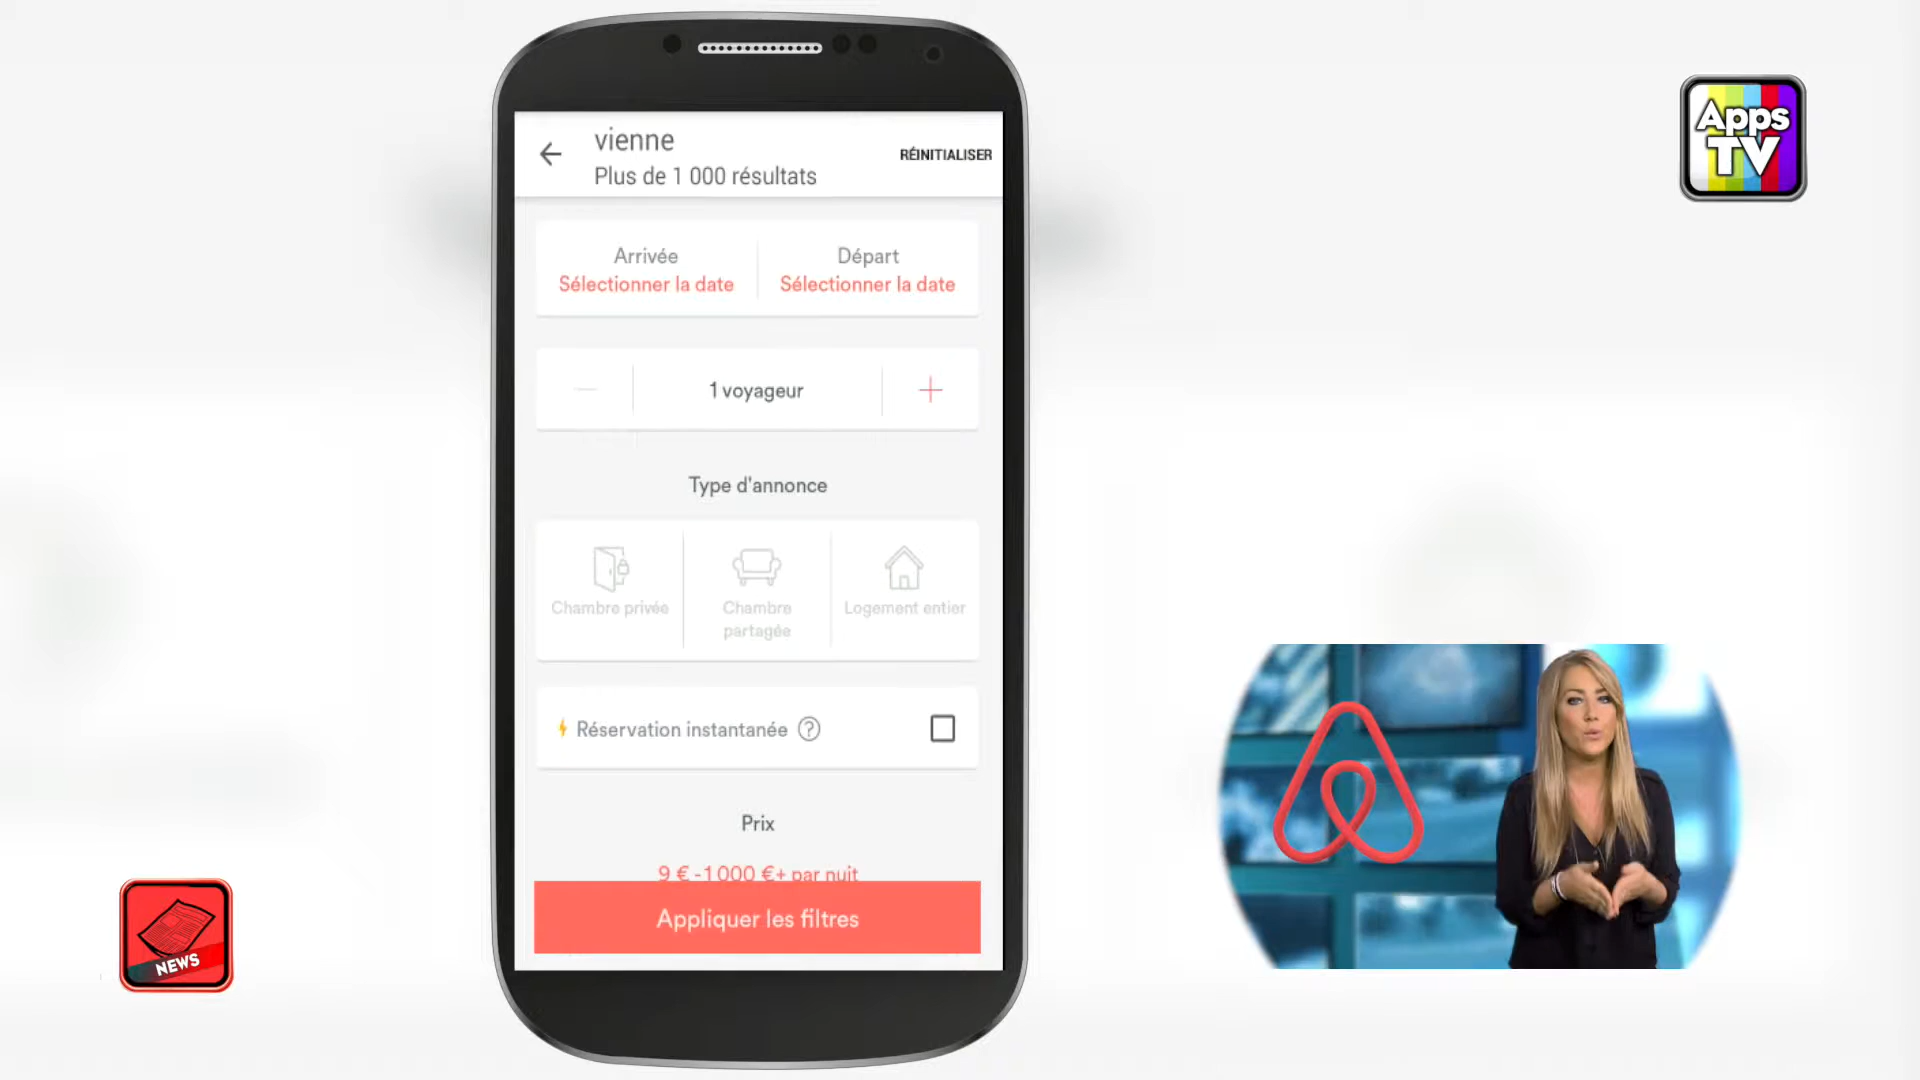 Apps
TV
vienne
Plus de 1 000 résultats
RÉINITIALISER
Arrivée
Sélectionner la date
Départ
Sélectionner la date
1 voyageur
Type d'annonce
Chambre privée
Chambre
partagée
Logement entier
Réservation instantanée ?
Prix
9 € -1 000 €+ par nuit
Appliquer les filtres
NEWS